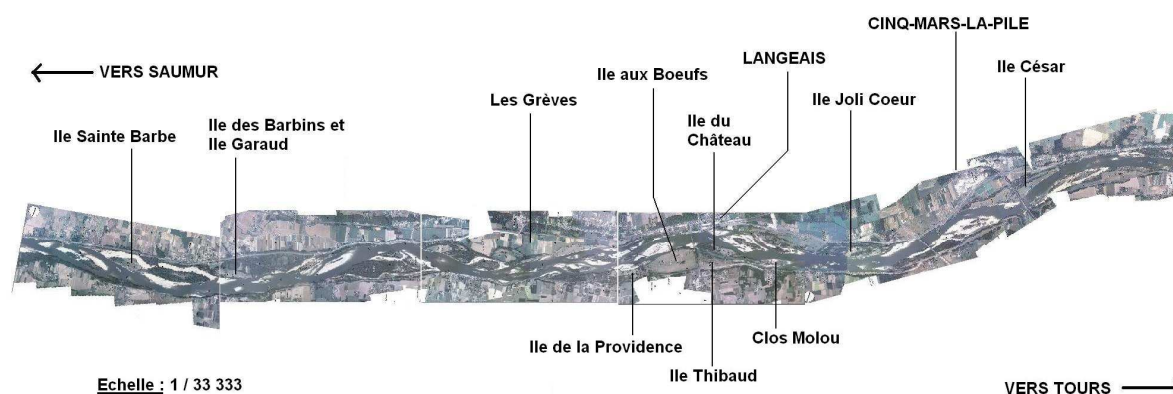 CINQ-MARS-LA-PILE
VERS SAUMUR
Ile aux Boeufs
LANGEAIS
Ile César
Les Grèves
Ile Joli Coeur
Ile Sainte Barbe
Ile des Barbins et
Ile Garaud
Ile du
Château
Ile de la Providence
Clos Molou
Ile Thibaud
Echelle : 1 / 33 333
VERS TOURS